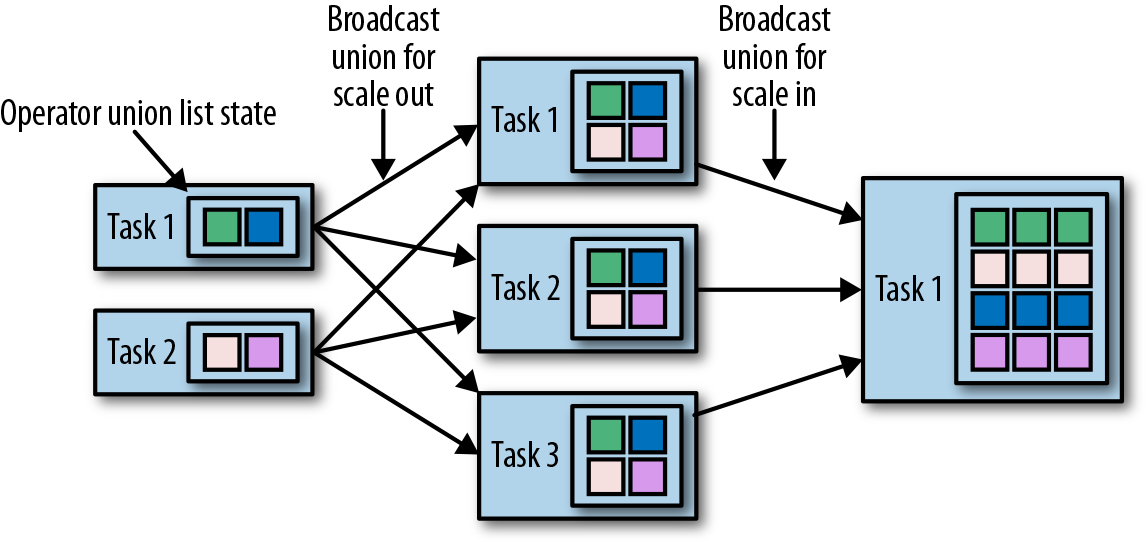 Broadcast
union for
scale out
Broadcast
union for
scale in
Operator union list state
Task 1
Task 2
Task 1
Task 2
Task 3
Task 1